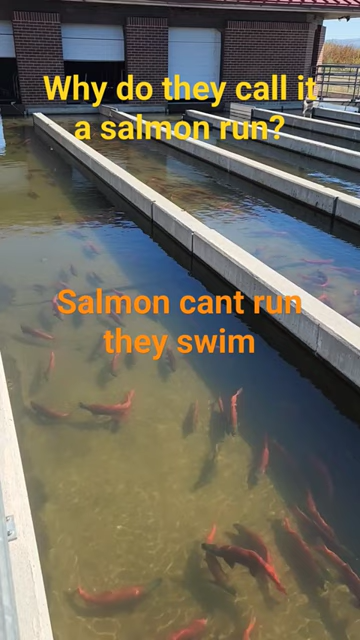 Why do they call it
a salmon run?
Salmon cant run
they swim